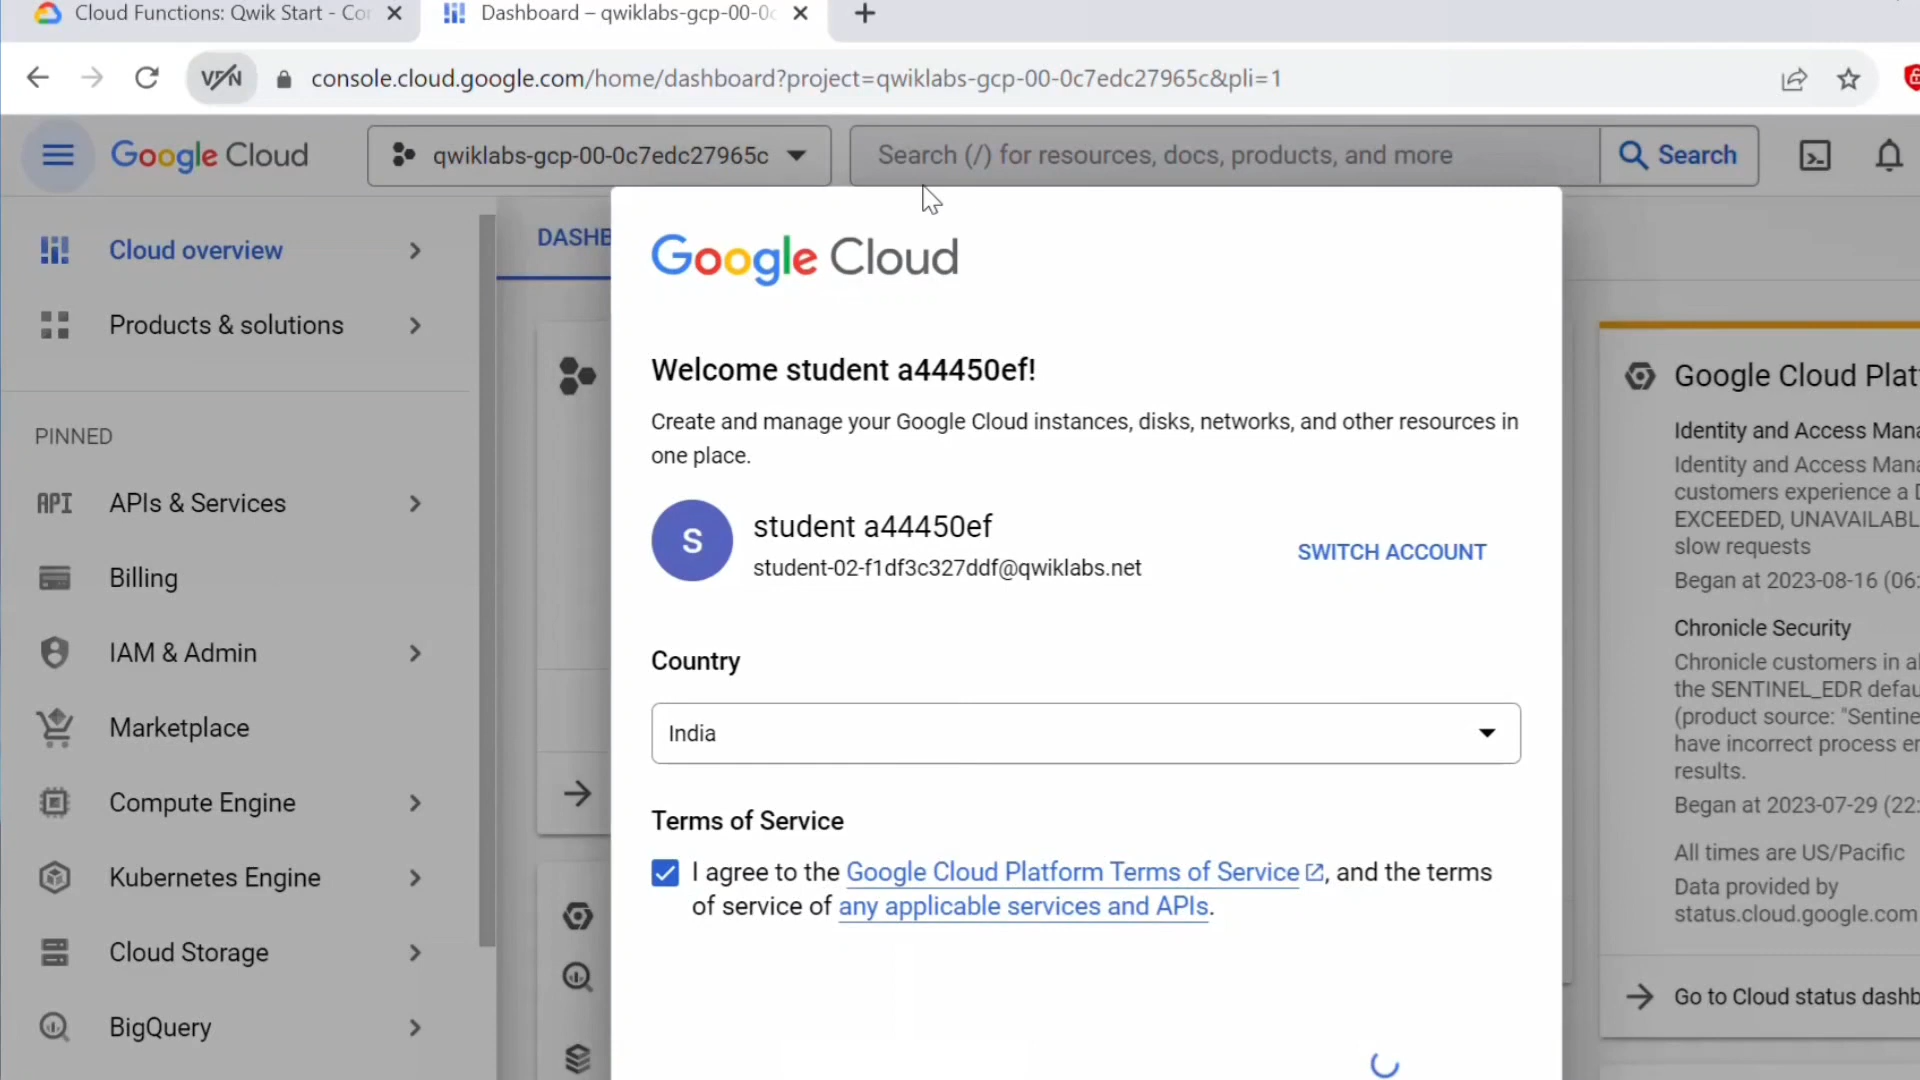 Cloud Functions: Qwik Start - Co
Dashboard – qwiklabs-gcp-00-0c
VPN
console.cloud.google.com/home/dashboard?project=qwiklabs-gcp-00-0c7edc27965c&pli=1
Google Cloud
qwiklabs-gcp-00-0c7edc27965c
Search (/) for resources, docs, products, and more
Search
Cloud overview
Products & solutions
PINNED
API APIs & Services
Billing
IAM & Admin
Marketplace
Compute Engine
Kubernetes Engine
Cloud Storage
BigQuery
DASHB
Google Cloud
Welcome student a44450ef!
Create and manage your Google Cloud instances, disks, networks, and other resources in
one place.
S
student a44450ef
student-02-f1df3c327ddf@qwiklabs.net
SWITCH ACCOUNT
Country
India
Terms of Service
I agree to the Google Cloud Platform Terms of Service, and the terms
of service of any applicable services and APIs.
Google Cloud Plat
Identity and Access Mana
Identity and Access Mana
customers experience a D
EXCEEDED, UNAVAILABL
slow requests
Began at 2023-08-16 (06:
Chronicle Security
Chronicle customers in al
the SENTINEL_EDR defau
(product source: "Sentine
have incorrect process er
results.
Began at 2023-07-29 (22:
All times are US/Pacific
Data provided by
status.cloud.google.com
Go to Cloud status dashb